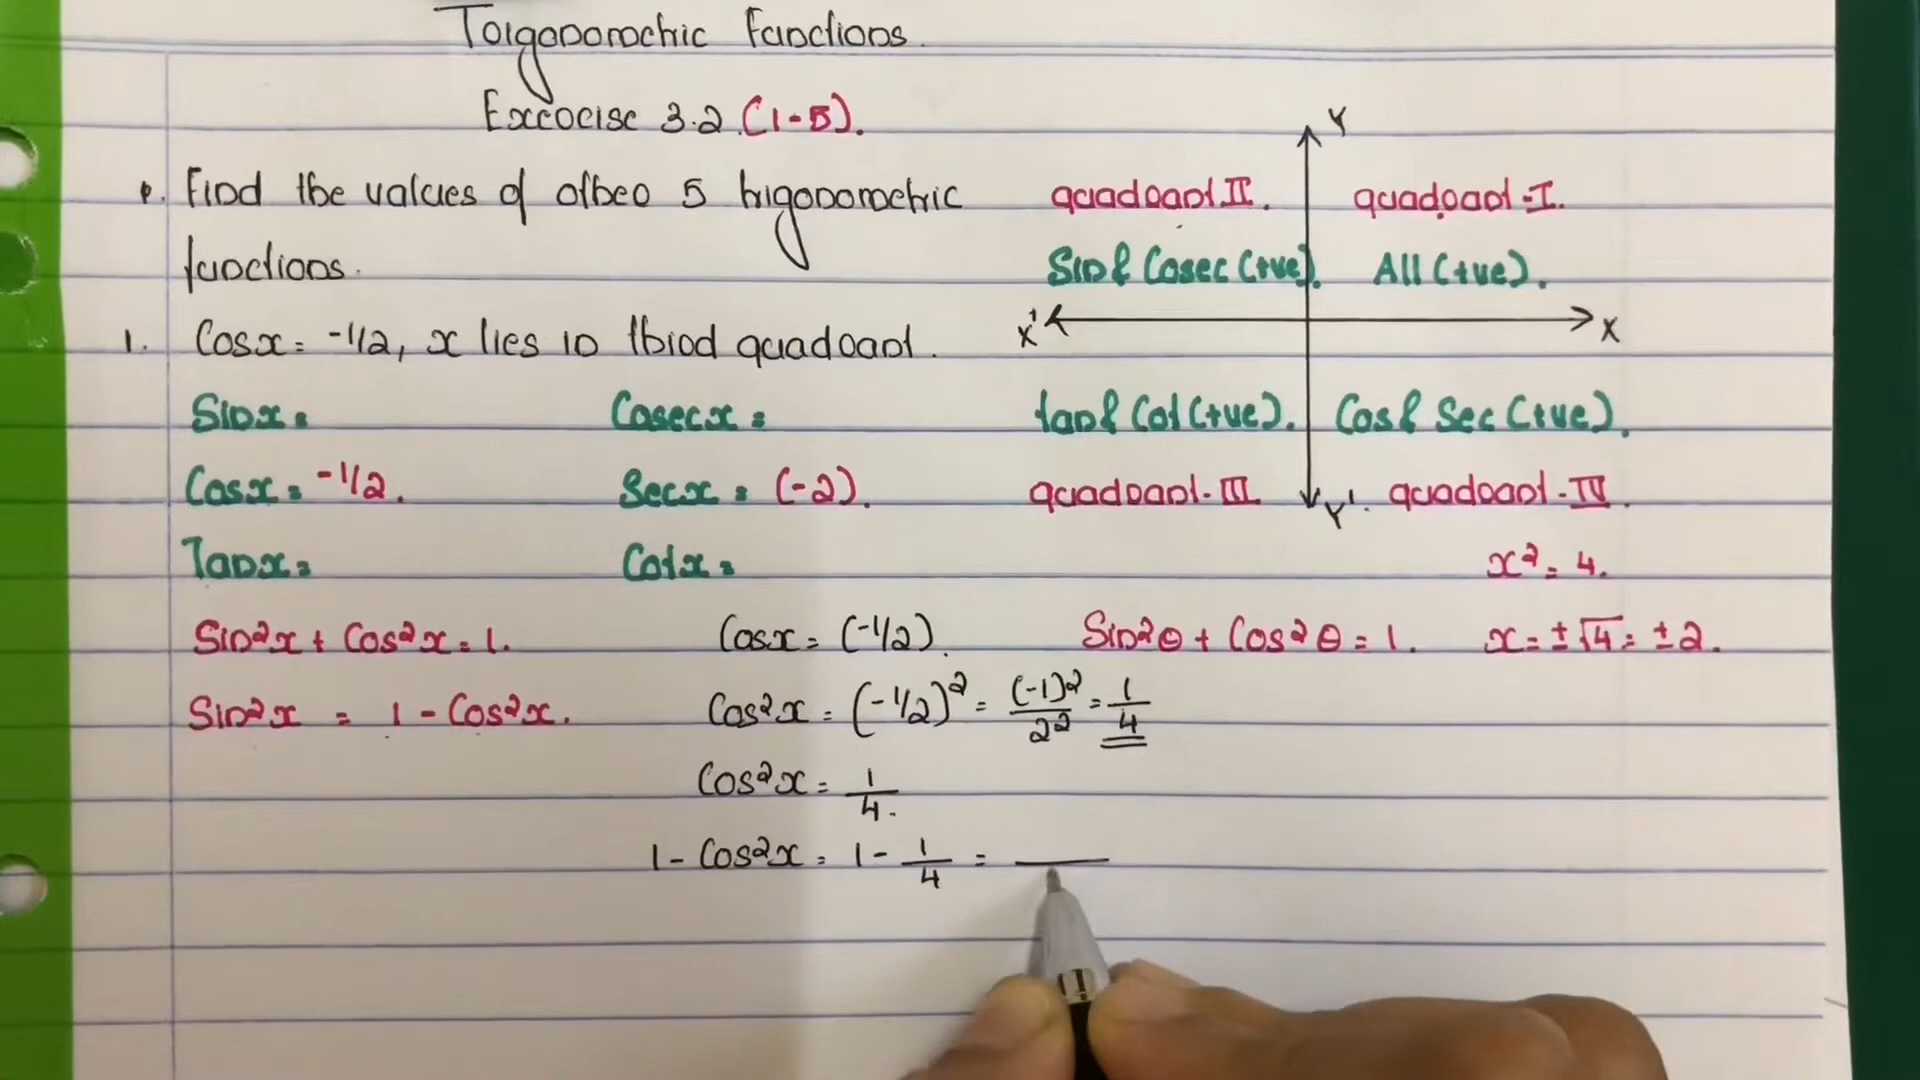 Trigonometric Functions.
Exercise 3.2 (1-5).
Find the values of other 5 trigonometric
functions.
1. Cosx = -1/2, x lies in third quadrant.
Sinx = Cosecx =
Cosx = -1/2. Secx = (-2).
Tanx = Cotx =
Y
quadrant II. quadrant-I.
Sin & Cosec (+ve). All (+ve).
X' X
tan & Cot (+ve). Cos & Sec (+ve).
quadrant-III Y'. quadrant-IV.
x² = 4.
Sin²x + Cos²x = 1. Cosx = (-1/2). Sin²θ + Cos²θ = 1. x = ±√4 = ±2.
Sin²x = 1 - Cos²x. Cos²x = (-1/2)² = (-1)²/2² = 1/4
Cos²x = 1/4.
1 - Cos²x = 1 - 1/4 =